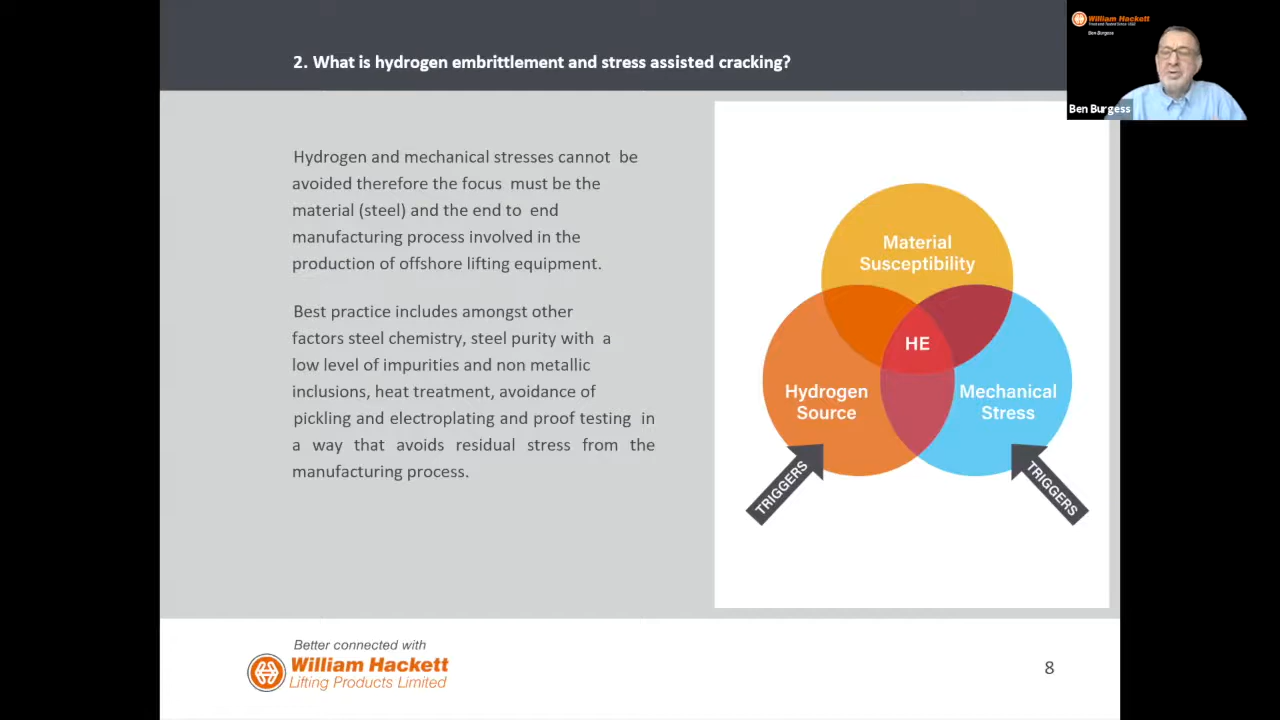 2. What is hydrogen embrittlement and stress assisted cracking?
William Hackett
Ben Burgess
Ben Burgess
Hydrogen and mechanical stresses cannot be
avoided therefore the focus must be the
material (steel) and the end to end
manufacturing process involved in the
production of offshore lifting equipment.
Best practice includes amongst other
factors steel chemistry, steel purity with a
low level of impurities and non metallic
inclusions, heat treatment, avoidance of
pickling and electroplating and proof testing in
a way that avoids residual stress from the
manufacturing process.
Material
Susceptibility
HE
Hydrogen
Source
Mechanical
Stress
TRIGGERS
TRIGGERS
Better connected with
William Hackett
Lifting Products Limited
8